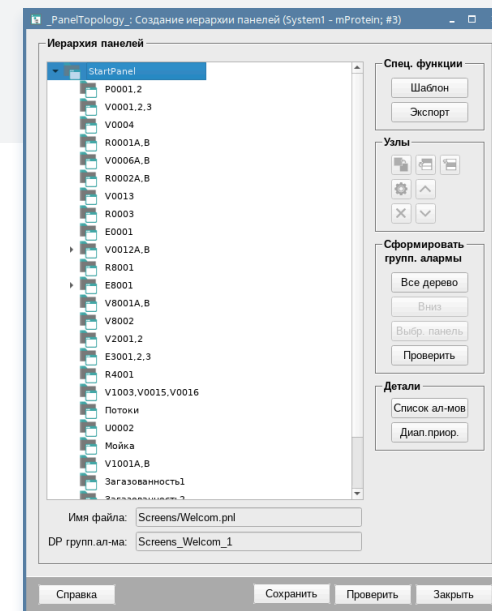 _PanelTopology_: Создание иерархии панелей (System1 - mProtein; #3)
Иерархия панелей
StartPanel
P0001,2
V0001,2,3
V0004
R0001A,B
V0006A,B
R0002A,B
V0013
R0003
E0001
V0012A,B
R8001
E8001
V8001A,B
V8002
V2001,2
E3001,2,3
R4001
V1003,V0015,V0016
Потоки
U0002
Мойка
V1001A,B
Загазованность1
Загазованность2
Имя файла: Screens/Welcom.pnl
DP групп.ал-ма: Screens_Welcom_1
Спец. функции
Шаблон
Экспорт
Узлы
Сформировать
групп. алармы
Все дерево
Вниз
Выбр. панель
Проверить
Детали
Список ал-мов
Диап.приор.
Справка
Сохранить
Проверить
Закрыть